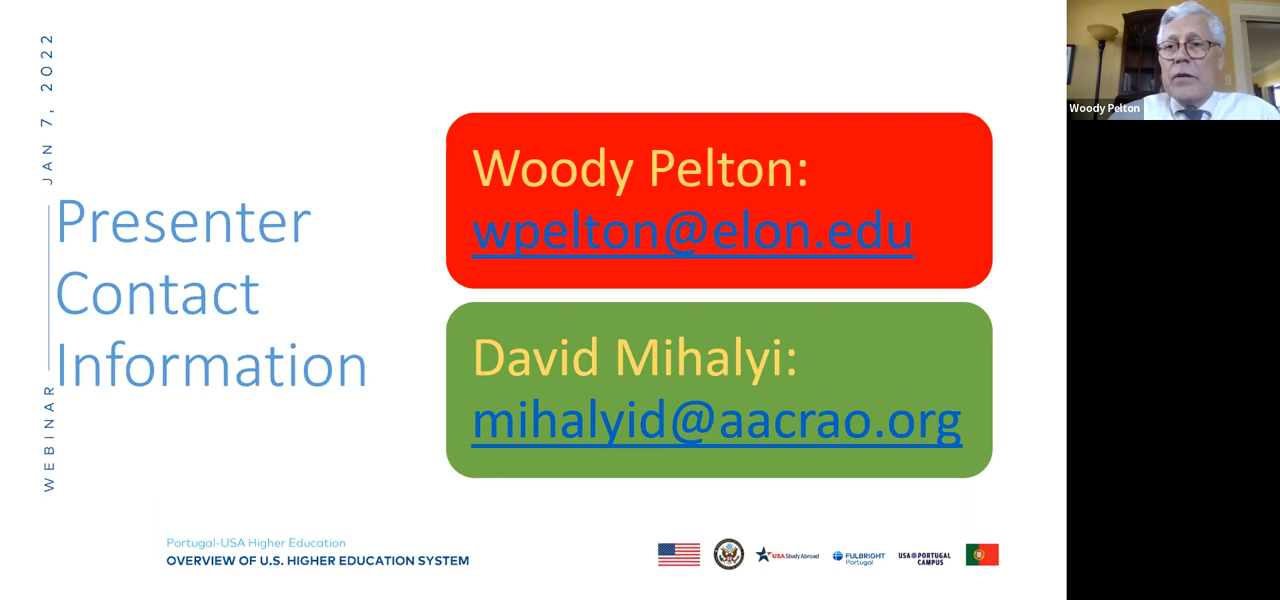 JAN 7, 2022
WEBINAR
Presenter
Contact
Information
Woody Pelton:
wpelton@elon.edu
David Mihalyi:
mihalyid@aacrao.org
Portugal-USA Higher Education
OVERVIEW OF U.S. HIGHER EDUCATION SYSTEM
USA Study Abroad
FULBRIGHT
Portugal
USA PORTUGAL
CAMPUS
Woody Pelton